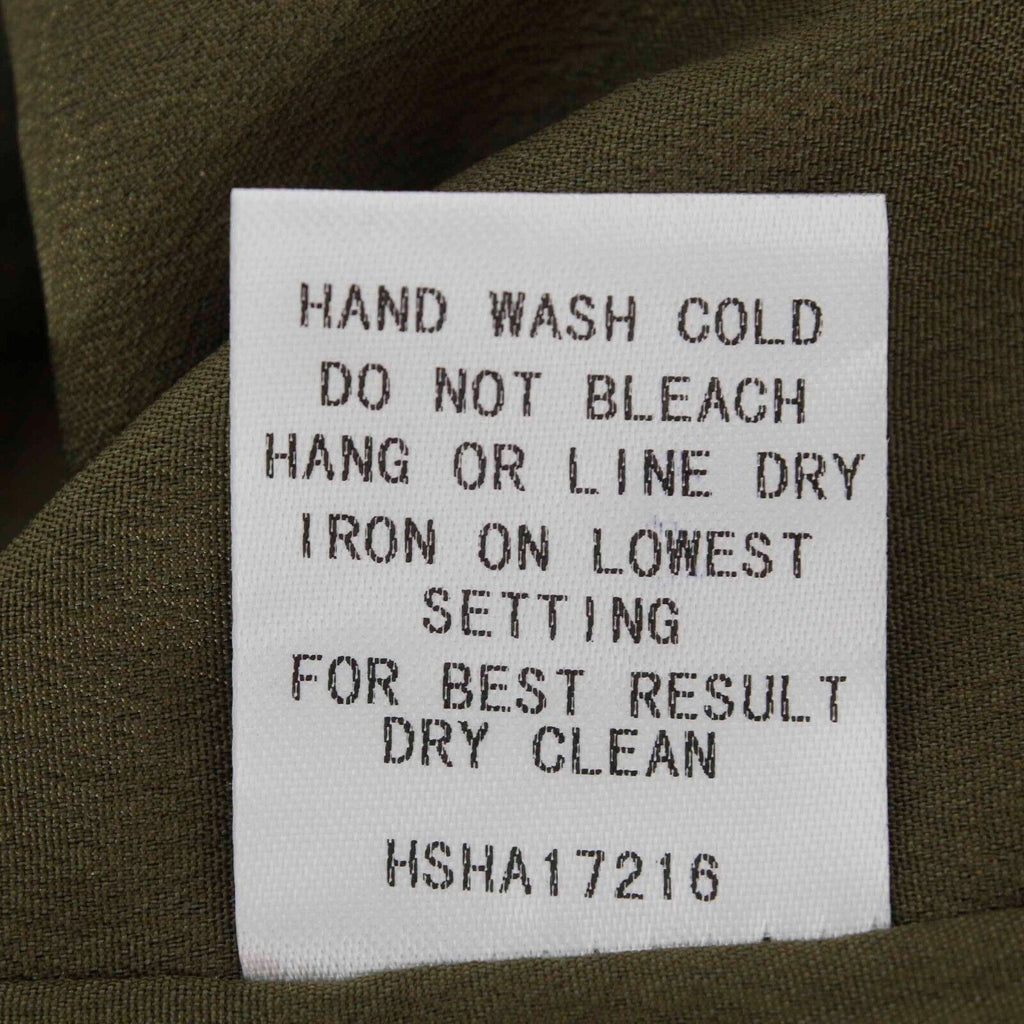 HAND WASH COLD
DO NOT BLEACH
HANG OR LINE DRY
IRON ON LOWEST
SETTING
FOR BEST RESULT
DRY CLEAN
HSHA17216